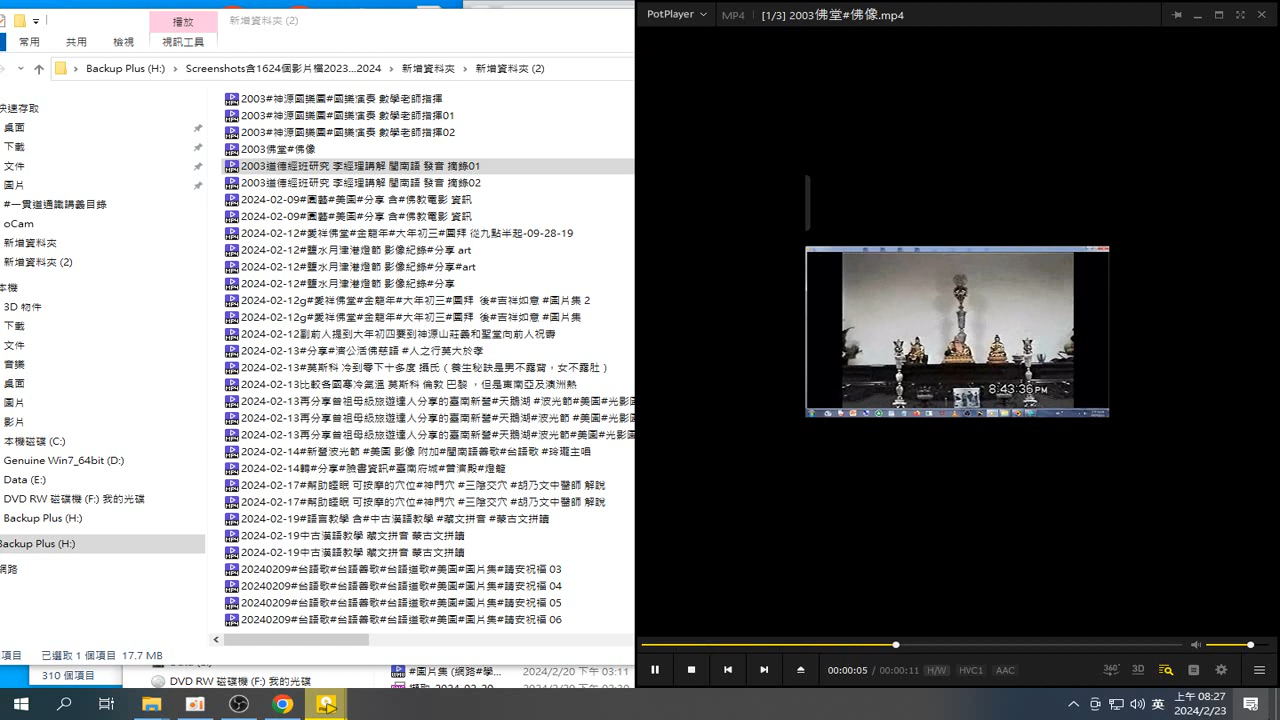 播放
新增資料夾 (2)
常用
共用
檢視
視訊工具
Backup Plus (H:) › Screenshots含1624個影片檔2023...2024 › 新增資料夾 › 新增資料夾 (2)
快速存取
桌面
下載
文件
圖片
#一貫道通識講義目錄
oCam
新增資料夾
新增資料夾 (2)
本機
3D 物件
下載
文件
音樂
桌面
圖片
影片
本機磁碟 (C:)
Genuine Win7_64bit (D:)
Data (E:)
DVD RW 磁碟機 (F:) 我的光碟
Backup Plus (H:)
Backup Plus (H:)
網路
2003#神源國樂團#國樂演奏 數學老師指揮
2003#神源國樂團#國樂演奏 數學老師指揮01
2003#神源國樂團#國樂演奏 數學老師指揮02
2003佛堂#佛像
2003道德經班研究 李經理講解 閩南語 發音 摘錄01
2003道德經班研究 李經理講解 閩南語 發音 摘錄02
2024-02-09#園藝#美圖#分享 含#佛教電影 資訊
2024-02-09#園藝#美圖#分享 含#佛教電影 資訊
2024-02-12#愛祥佛堂#金龍年#大年初三#團拜 從九點半起-09-28-19
2024-02-12#鹽水月津港燈節 影像紀錄#分享 art
2024-02-12#鹽水月津港燈節 影像紀錄#分享#art
2024-02-12#鹽水月津港燈節 影像紀錄#分享
2024-02-12g#愛祥佛堂#金龍年#大年初三#團拜 後#吉祥如意 #圖片集 2
2024-02-12g#愛祥佛堂#金龍年#大年初三#團拜 後#吉祥如意 #圖片集
2024-02-12副前人提到大年初四要到神源山莊義和聖堂向前人祝壽
2024-02-13#分享#濟公活佛慈語 #人之行莫大於孝
2024-02-13#莫斯科 冷到零下十多度 攝氏（養生秘訣是男不露背，女不露肚）
2024-02-13比較各國寒冷氣溫 莫斯科 倫敦 巴黎 ，但是東南亞及澳洲熱
2024-02-13再分享曾祖母級旅遊達人分享的臺南新營#天鵝湖 #波光節#美圖#光影
2024-02-13再分享曾祖母級旅遊達人分享的臺南新營#天鵝湖#波光節#美圖#光影圖
2024-02-13再分享曾祖母級旅遊達人分享的臺南新營#天鵝湖#波光節#美圖#光影圖
2024-02-14#新營波光節 #美圖 影像 附加#閩南語善歌#台語歌 #玲瓏主唱
2024-02-14轉#分享#臉書資訊#臺南府城#普濟殿#燈籠
2024-02-17#幫助睡眠 可按摩的穴位#神門穴 #三陰交穴 #胡乃文中醫師 解說
2024-02-17#幫助睡眠 可按摩的穴位#神門穴 #三陰交穴 #胡乃文中醫師 解說
2024-02-19#語言教學 含#中古漢語教學 #藏文拼音 #蒙古文拼讀
2024-02-19中古漢語教學 藏文拼音 蒙古文拼讀
2024-02-19中古漢語教學 藏文拼音 蒙古文拼讀
20240209#台語歌#台語善歌#台語道歌#美圖#圖片集#請安祝福 03
20240209#台語歌#台語善歌#台語道歌#美圖#圖片集#請安祝福 04
20240209#台語歌#台語善歌#台語道歌#美圖#圖片集#請安祝福 05
20240209#台語歌#台語善歌#台語道歌#美圖#圖片集#請安祝福 06
項目 已選取 1 個項目 17.7 MB
310 個項目
DVD RW 磁碟機 (F:) 我的光碟
#圖片集 (網路#學...
2024/2/20 下午 03:11
PotPlayer
MP4
[1/3] 2003佛堂#佛像.mp4
8:43:36 PM
00:00:05 / 00:00:11
H/W
HVC1
AAC
360°
3D
英
上午 08:27
2024/2/23